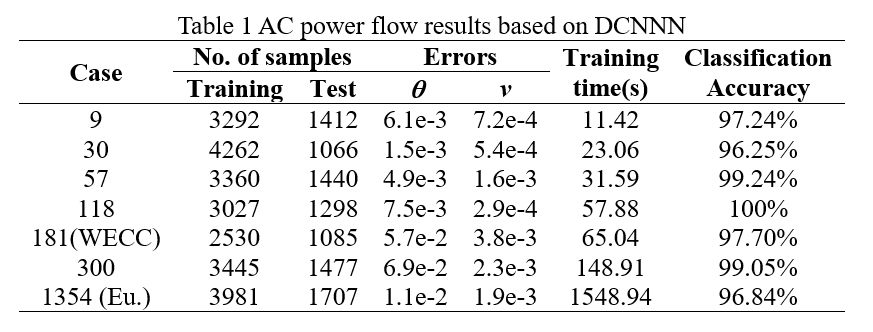 Table 1 AC power flow results based on DCNNN
Case No. of samples Errors Training time(s) Classification Accuracy
Training Test θ v
9 3292 1412 6.1e-3 7.2e-4 11.42 97.24%
30 4262 1066 1.5e-3 5.4e-4 23.06 96.25%
57 3360 1440 4.9e-3 1.6e-3 31.59 99.24%
118 3027 1298 7.5e-3 2.9e-4 57.88 100%
181(WECC) 2530 1085 5.7e-2 3.8e-3 65.04 97.70%
300 3445 1477 6.9e-2 2.3e-3 148.91 99.05%
1354 (Eu.) 3981 1707 1.1e-2 1.9e-3 1548.94 96.84%